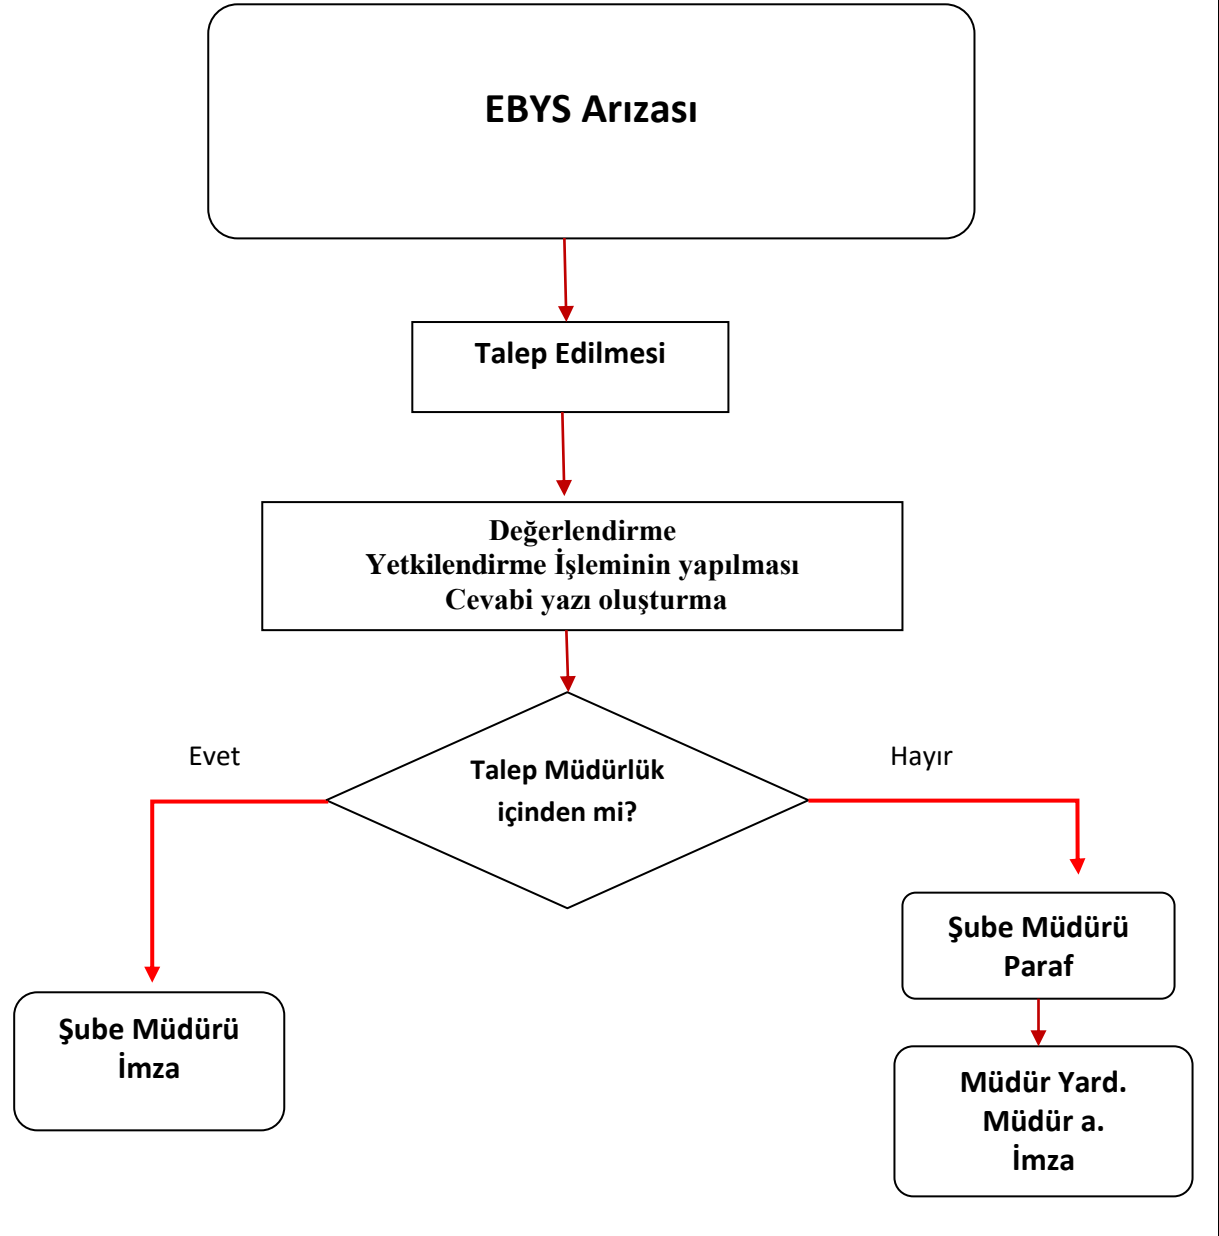 EBYS Arızası
Talep Edilmesi
Değerlendirme
Yetkilendirme İşleminin yapılması
Cevabi yazı oluşturma
Evet
Talep Müdürlük
içinden mi?
Hayır
Şube Müdürü
Paraf
Şube Müdürü
İmza
Müdür Yard.
Müdür a.
İmza